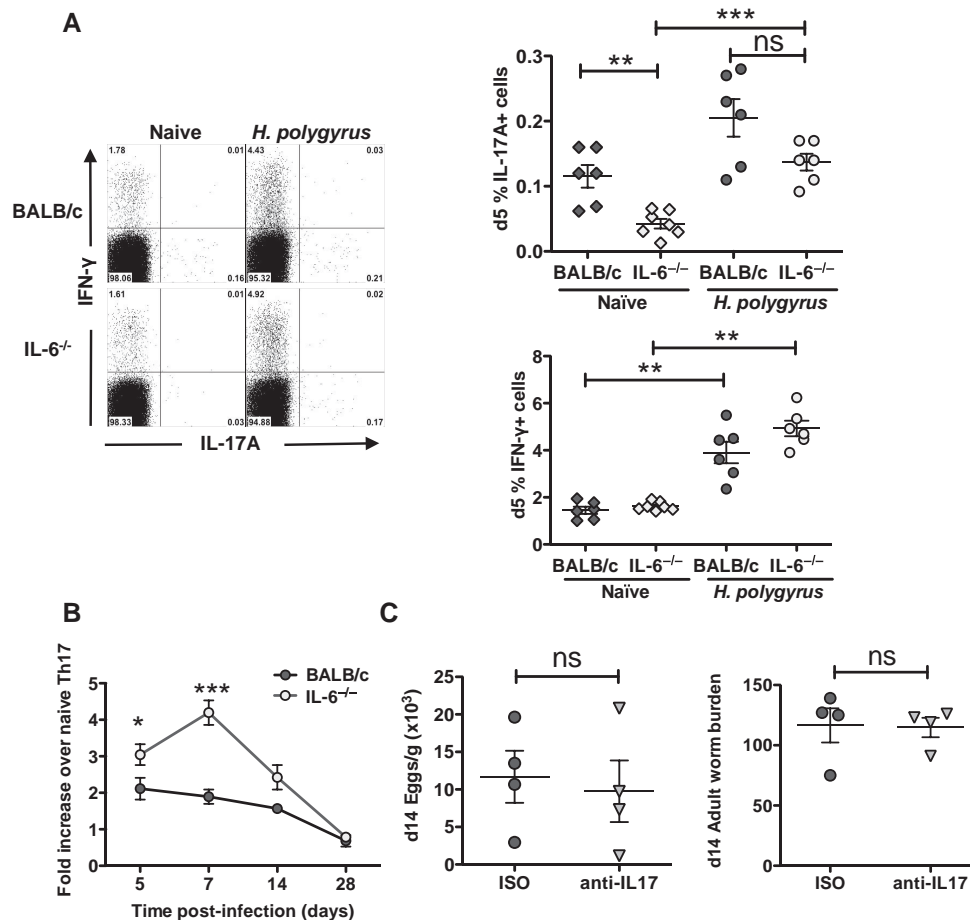 A
Naive H. polygyrus
BALB/c
IL-6-/-
IFN-γ
1.78 0.01 4.43 0.03
98.06 0.16 95.32 0.21
1.61 0.01 4.92 0.02
98.33 0.03 94.88 0.17
IL-17A
***
** ns
d5 % IL-17A+ cells
0.3
0.2
0.1
0.0
BALB/c IL-6–/– BALB/c IL-6–/–
Naïve H. polygyrus
**
**
d5 % IFN-γ+ cells
8
6
4
2
0
BALB/c IL-6–/– BALB/c IL-6–/–
Naïve H. polygyrus
B
Fold increase over naive Th17
BALB/c
IL-6–/–
* ***
5
4
3
2
1
0
5 7 14 28
Time post-infection (days)
C
ns
d14 Eggs/g (x10³)
25
20
15
10
5
0
ISO anti-IL17
ns
d14 Adult worm burden
150
100
50
0
ISO anti-IL17